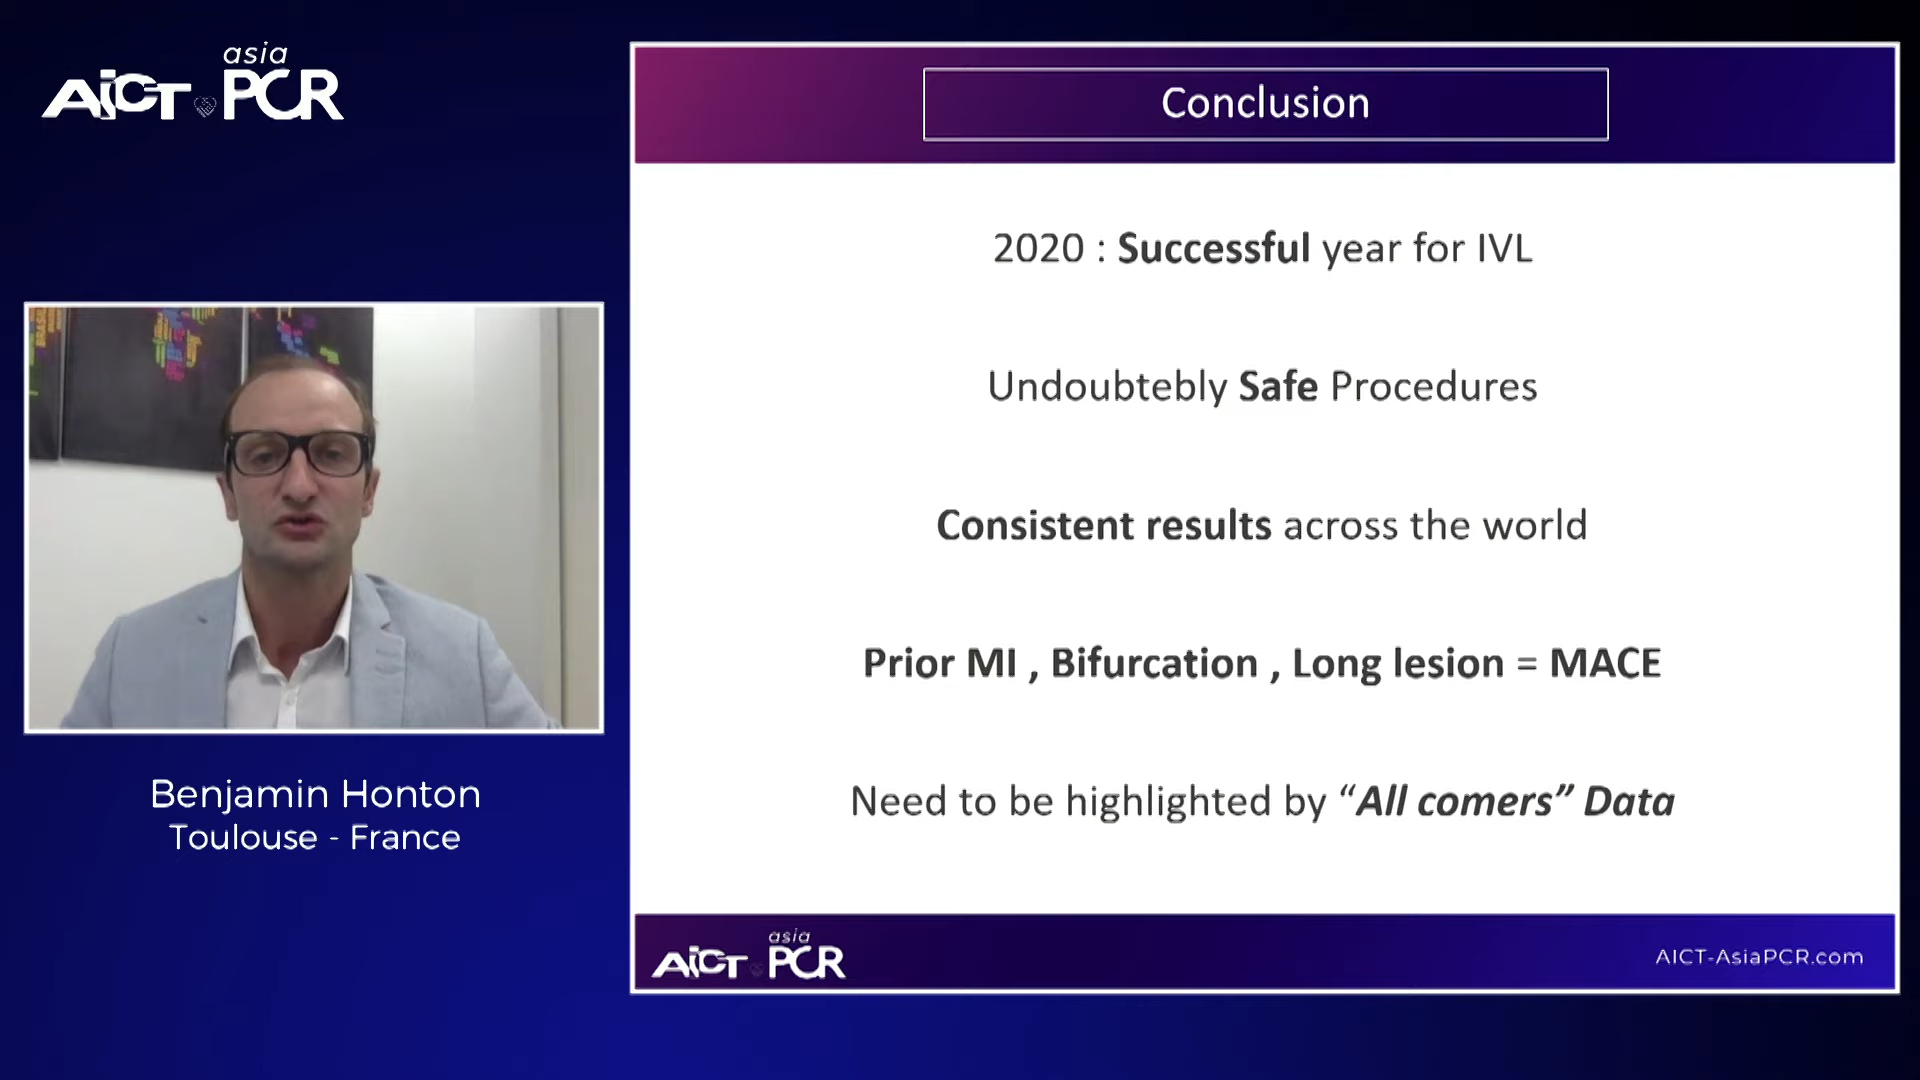 asia
AICT PCR
Benjamin Honton
Toulouse - France
Conclusion
2020 : Successful year for IVL
Undoubtebly Safe Procedures
Consistent results across the world
Prior MI , Bifurcation , Long lesion = MACE
Need to be highlighted by “All comers” Data
asia
AICT PCR
AICT-AsiaPCR.com